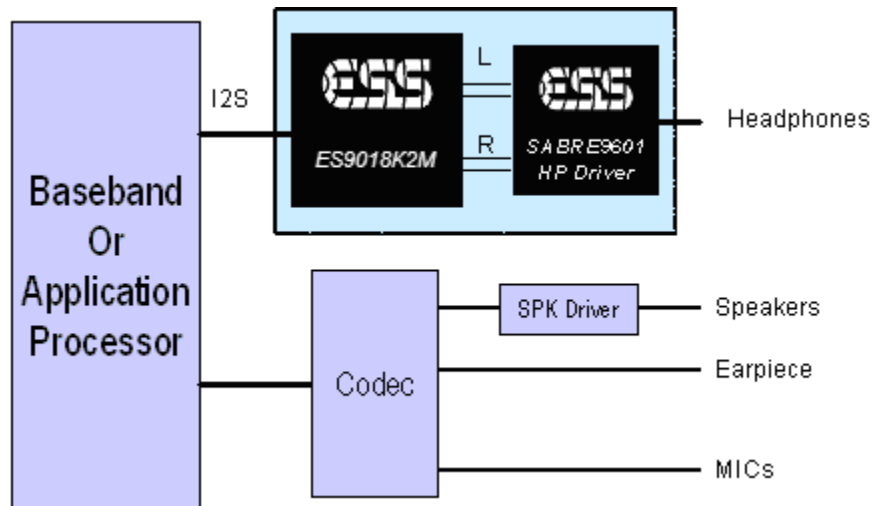 Baseband
Or
Application
Processor
I2S
ESS
ES9018K2M
L
R
ESS
SABRE9601
HP Driver
Headphones
Codec
SPK Driver
Speakers
Earpiece
MICs